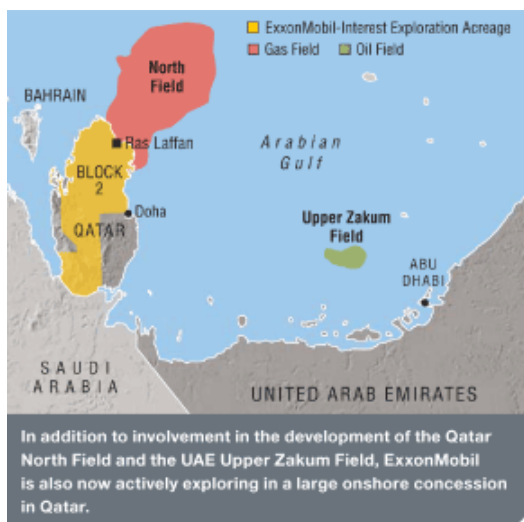 ExxonMobil-Interest Exploration Acreage
Gas Field
Oil Field
North
Field
BAHRAIN
Ras Laffan
Arabian
Gulf
BLOCK
2
Doha
QATAR
Upper Zakum
Field
ABU
DHABI
SAUDI
ARABIA
UNITED ARAB EMIRATES
In addition to involvement in the development of the Qatar
North Field and the UAE Upper Zakum Field, ExxonMobil
is also now actively exploring in a large onshore concession
in Qatar.